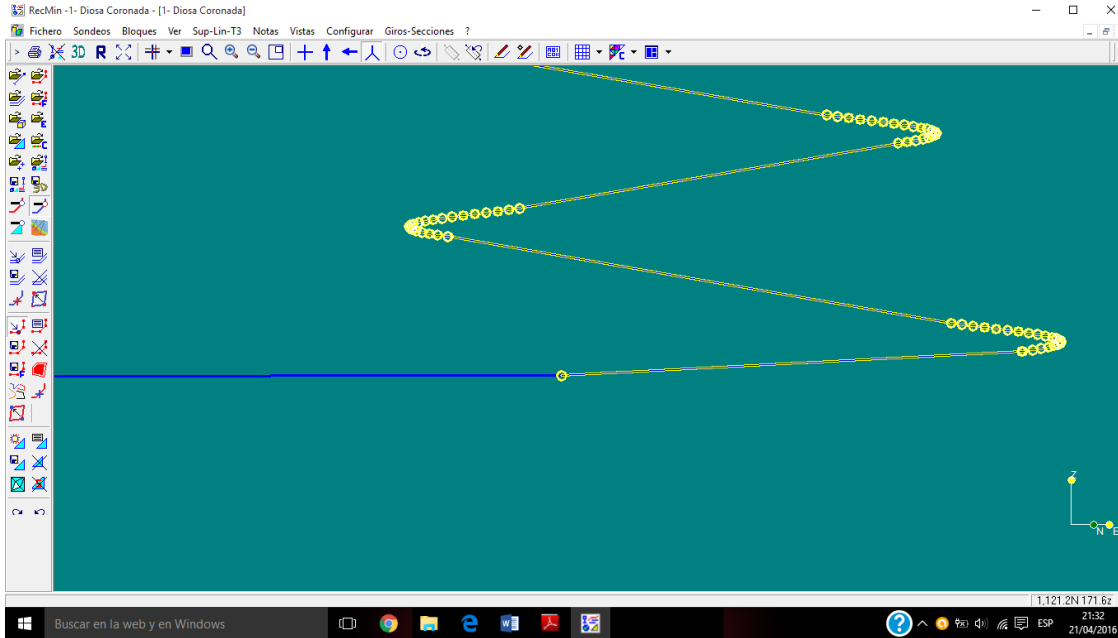 RecMin -1- Diosa Coronada - [1- Diosa Coronada]
Fichero Sondeos Bloques Ver Sup-Lin-T3 Notas Vistas Configurar Giros-Secciones ?
3D R
Z
N E
1,121.2N 171.6z
Buscar en la web y en Windows
ESP
21:32
21/04/2016